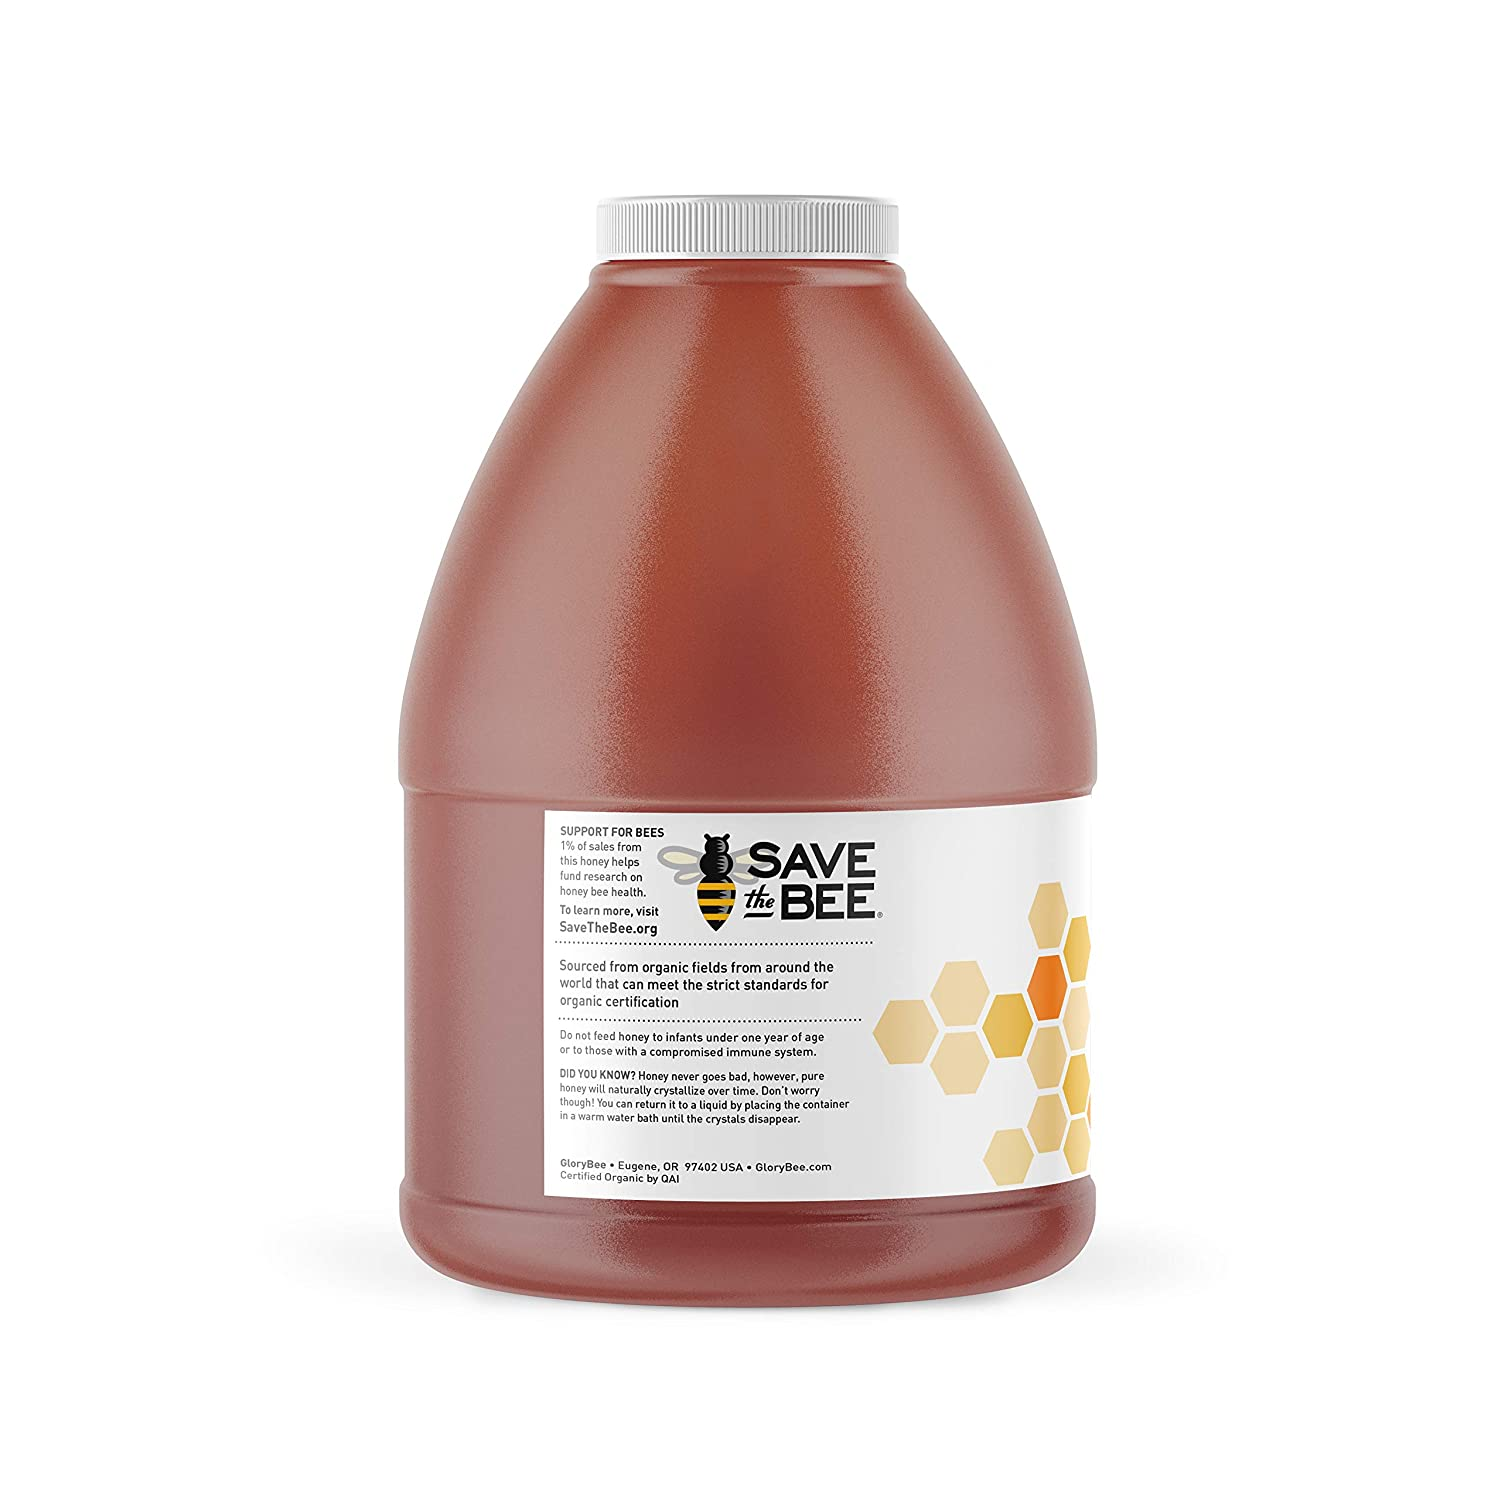 SUPPORT FOR BEES
1% of sales from
this honey helps
fund research on
honey bee health.
To learn more, visit
SaveTheBee.org
SAVE
the BEE®
Sourced from organic fields from around the
world that can meet the strict standards for
organic certification
Do not feed honey to infants under one year of age
or to those with a compromised immune system.
DID YOU KNOW? Honey never goes bad, however, pure
honey will naturally crystallize over time. Don't worry
though! You can return it to a liquid by placing the container
in a warm water bath until the crystals disappear.
GloryBee • Eugene, OR 97402 USA • GloryBee.com
Certified Organic by QAI